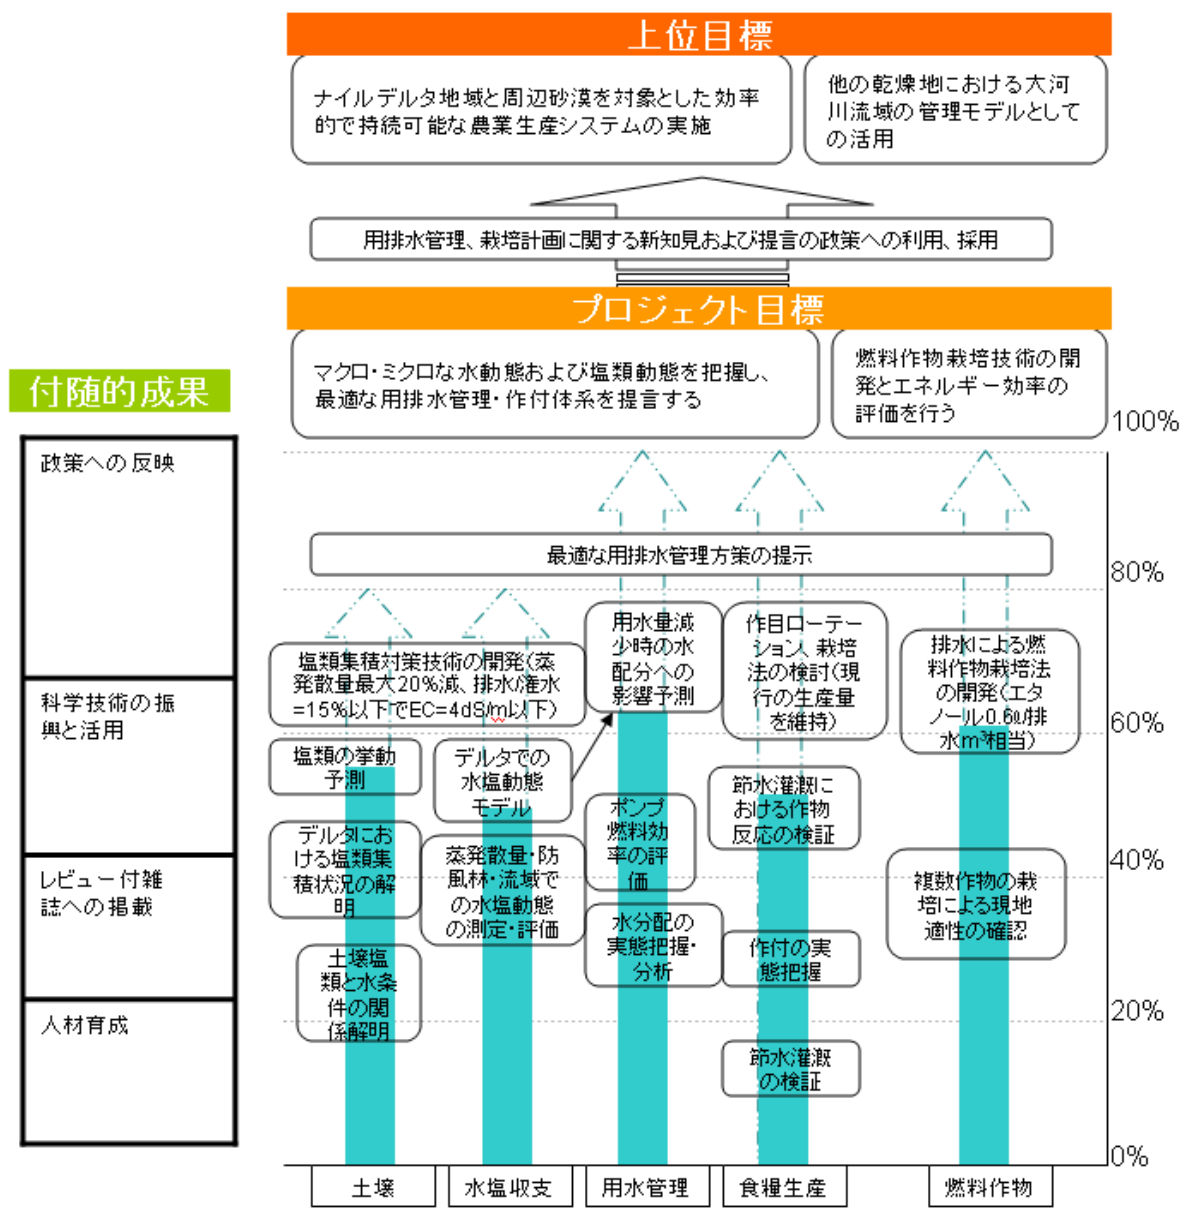 上位目標
ナイルデルタ地域と周辺砂漠を対象とした効率
的で持続可能な農業生産システムの実施
他の乾燥地における大河
川流域の管理モデルとして
の活用
用排水管理、栽培計画に関する新知見および提言の政策への利用、採用
プロジェクト目標
マクロ・ミクロな水動態および塩類動態を把握し、
最適な用排水管理・作付体系を提言する
燃料作物栽培技術の開
発とエネルギー効率の
評価を行う
付随的成果
政策への反映
科学技術の振
興と活用
レビュー付雑
誌への掲載
人材育成
100%
80%
60%
40%
20%
0%
最適な用排水管理方策の提示
塩類集積対策技術の開発(蒸
発散量最大20%減、排水/灌水
=15%以下でEC=4dS/m以下)
用水量減
少時の水
配分への
影響予測
作目ローテー
ション、栽培
法の検討(現
行の生産量
を維持)
排水による燃
料作物栽培法
の開発(エタ
ノール0.6ℓ/排
水m³相当)
塩類の挙動
予測
デルタでの
水塩動態
モデル
節水灌漑に
おける作物
反応の検証
ポンプ
燃料効
率の評
価
デルタにお
ける塩類集
積状況の解
明
蒸発散量・防
風林・流域で
の水塩動態
の測定・評価
複数作物の栽
培による現地
適性の確認
水分配の
実態把握・
分析
作付の実
態把握
土壌塩
類と水条
件の関
係解明
節水灌漑
の検証
土壌
水塩収支
用水管理
食糧生産
燃料作物